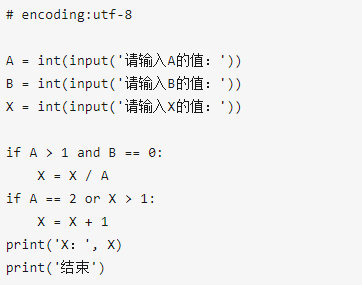 # encoding:utf-8
A = int(input('请输入A的值：'))
B = int(input('请输入B的值：'))
X = int(input('请输入X的值：'))
if A > 1 and B == 0:
    X = X / A
if A == 2 or X > 1:
    X = X + 1
print('X：', X)
print('结束')